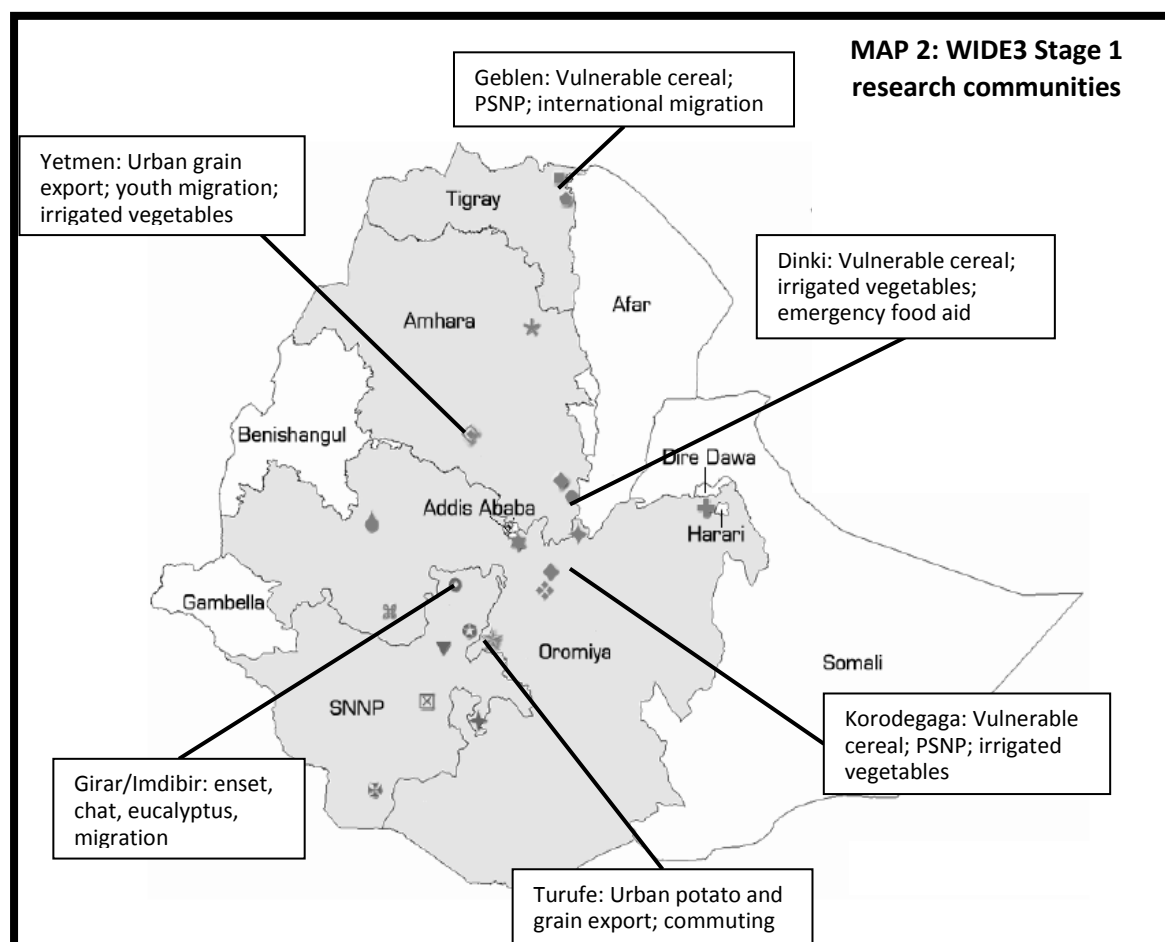 MAP 2: WIDE3 Stage 1
research communities
Geblen: Vulnerable cereal;
PSNP; international migration
Yetmen: Urban grain
export; youth migration;
irrigated vegetables
Tigray
Dinki: Vulnerable cereal;
irrigated vegetables;
emergency food aid
Afar
Amhara
Benishangul
Dire Dawa
Addis Ababa
Harari
Gambella
Oromiya
Somali
SNNP
Korodegaga: Vulnerable
cereal; PSNP; irrigated
vegetables
Girar/Imdibir: enset,
chat, eucalyptus,
migration
Turufe: Urban potato and
grain export; commuting